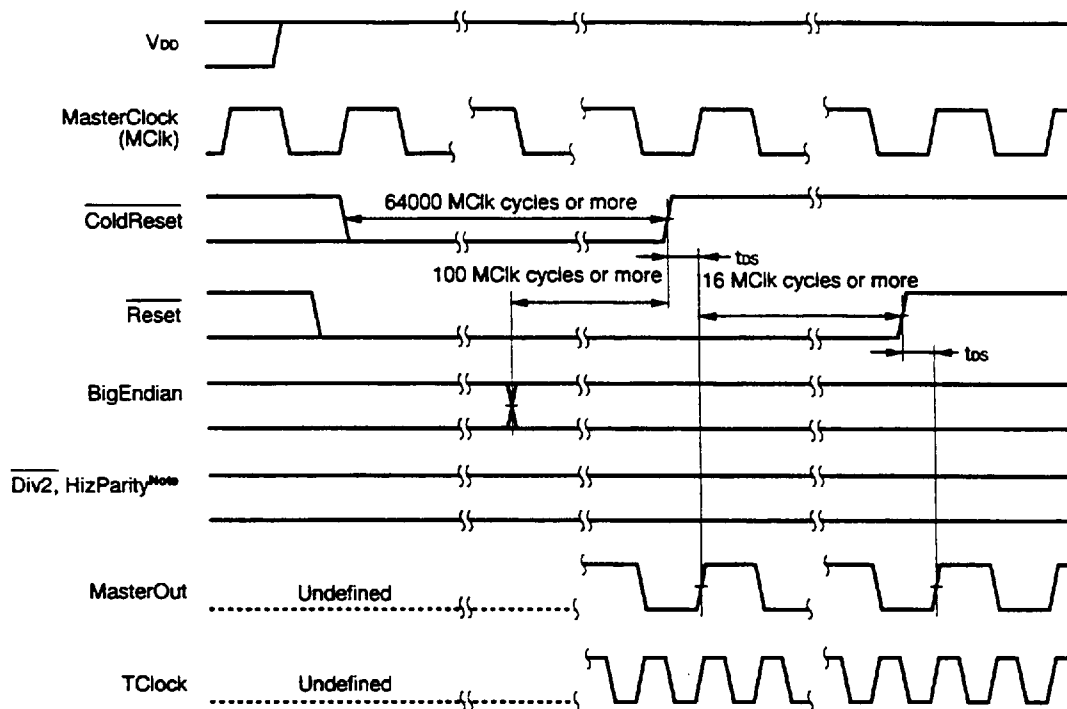 VDD
MasterClock
(MClk)
ColdReset
64000 MClk cycles or more
tDS
100 MClk cycles or more
16 MClk cycles or more
Reset
tDS
BigEndian
Div2, HizParityNote
MasterOut
Undefined
TClock
Undefined